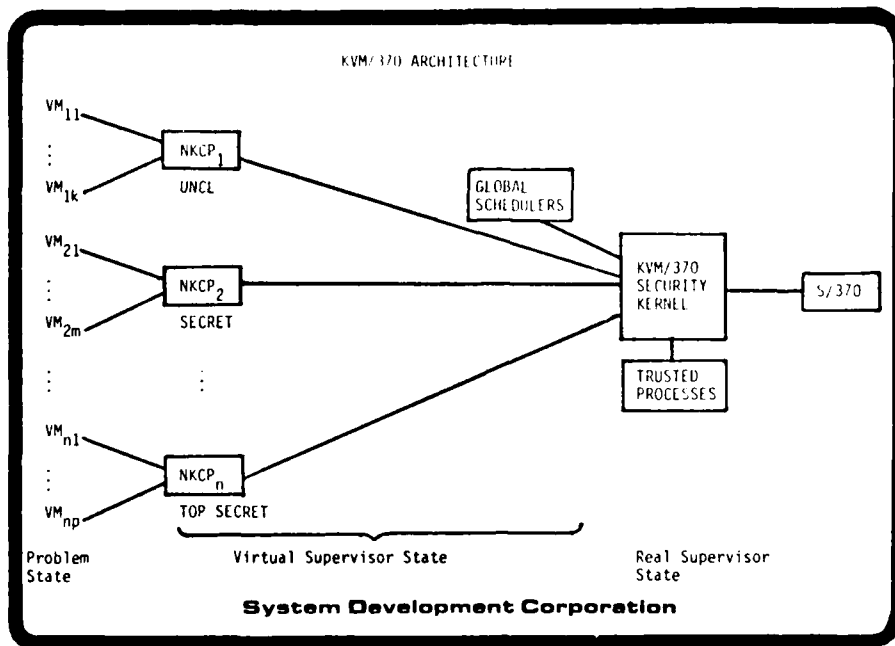 KVM/370 ARCHITECTURE
VM11
⋮
VM1k
NKCP1
UNCL
VM21
⋮
VM2m
NKCP2
SECRET
⋮
⋮
VMn1
⋮
VMnp
NKCPn
TOP SECRET
GLOBAL
SCHEDULERS
KVM/370
SECURITY
KERNEL
S/370
TRUSTED
PROCESSES
Problem
State
Virtual Supervisor State
Real Supervisor
State
System Development Corporation